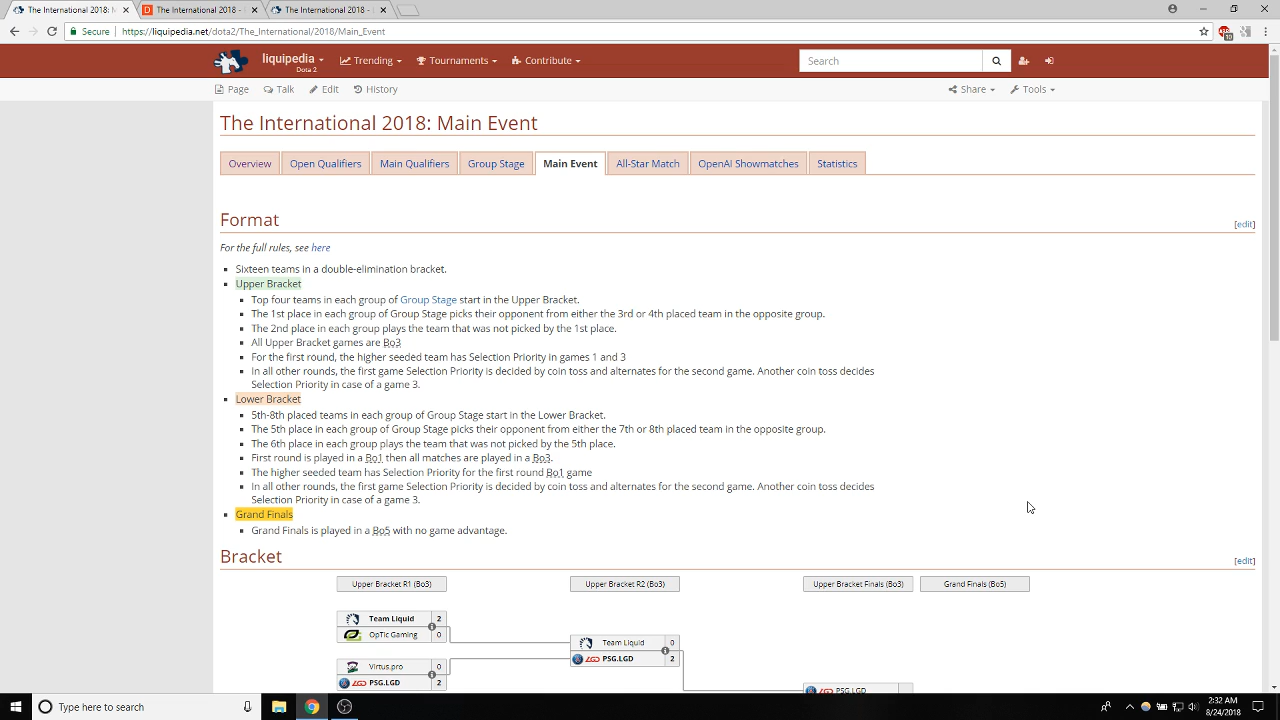 The International 2018: M
The International 2018 -
The International 2018 - L
Secure
https://liquipedia.net/dota2/The_International/2018/Main_Event
10
liquipedia
Dota 2
Trending
Tournaments
Contribute
Search
Page
Talk
Edit
History
Share
Tools
The International 2018: Main Event
Overview
Open Qualifiers
Main Qualifiers
Group Stage
Main Event
All-Star Match
OpenAI Showmatches
Statistics
Format
[edit]
For the full rules, see here
Sixteen teams in a double-elimination bracket.
Upper Bracket
Top four teams in each group of Group Stage start in the Upper Bracket.
The 1st place in each group of Group Stage picks their opponent from either the 3rd or 4th placed team in the opposite group.
The 2nd place in each group plays the team that was not picked by the 1st place.
All Upper Bracket games are Bo3
For the first round, the higher seeded team has Selection Priority in games 1 and 3
In all other rounds, the first game Selection Priority is decided by coin toss and alternates for the second game. Another coin toss decides
Selection Priority in case of a game 3.
Lower Bracket
5th-8th placed teams in each group of Group Stage start in the Lower Bracket.
The 5th place in each group of Group Stage picks their opponent from either the 7th or 8th placed team in the opposite group.
The 6th place in each group plays the team that was not picked by the 5th place.
First round is played in a Bo1 then all matches are played in a Bo3.
The higher seeded team has Selection Priority for the first round Bo1 game
In all other rounds, the first game Selection Priority is decided by coin toss and alternates for the second game. Another coin toss decides
Selection Priority in case of a game 3.
Grand Finals
Grand Finals is played in a Bo5 with no game advantage.
Bracket
[edit]
Upper Bracket R1 (Bo3)
Upper Bracket R2 (Bo3)
Upper Bracket Finals (Bo3)
Grand Finals (Bo5)
Team Liquid 2
OpTic Gaming 0
Team Liquid 0
PSG.LGD 2
Virtus.pro 0
PSG.LGD 2
PSG.LGD
Type here to search
2:32 AM
8/24/2018